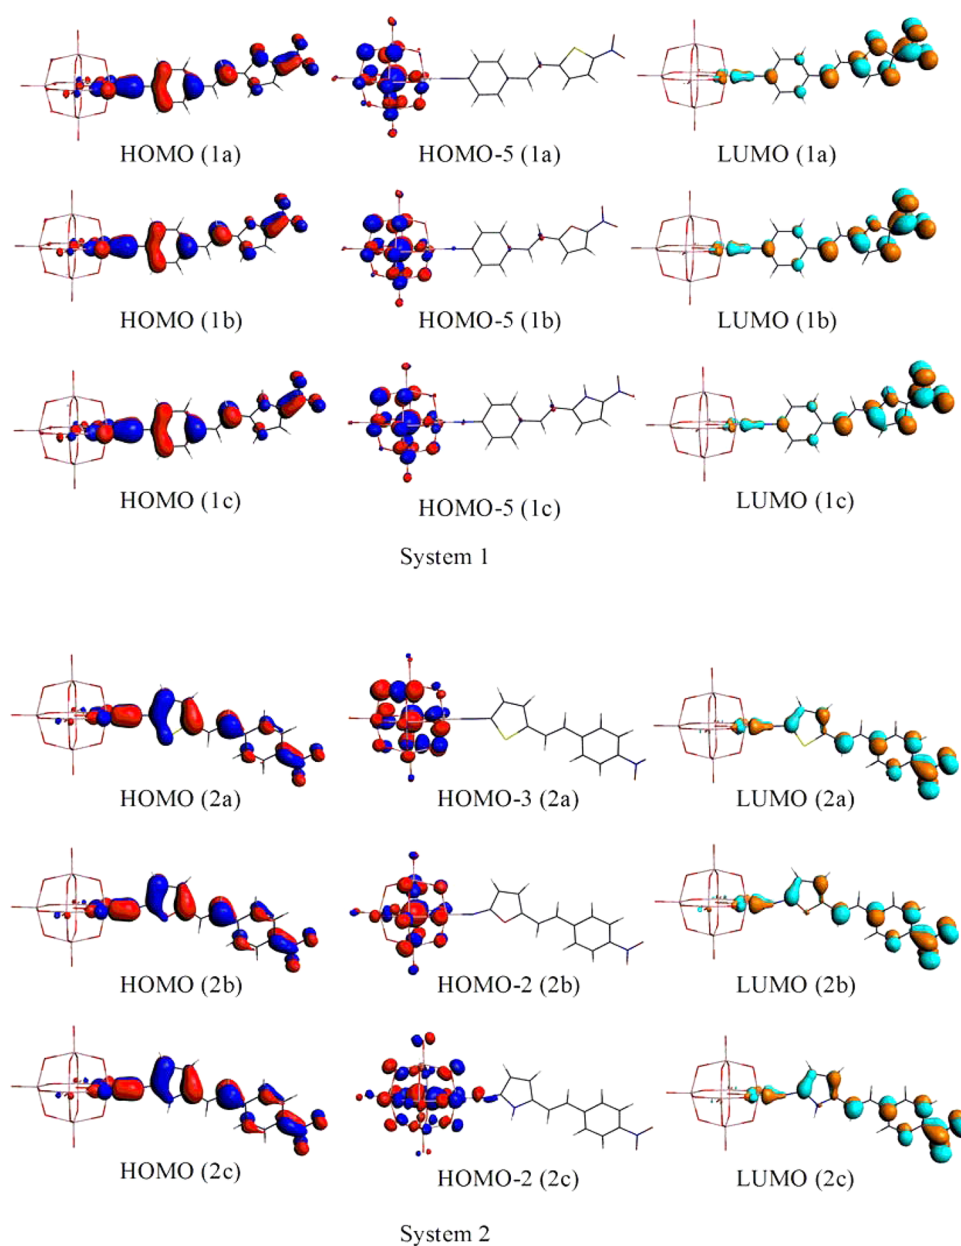 HOMO (1a) HOMO-5 (1a) LUMO (1a)
HOMO (1b) HOMO-5 (1b) LUMO (1b)
HOMO (1c) HOMO-5 (1c) LUMO (1c)
System 1
HOMO (2a) HOMO-3 (2a) LUMO (2a)
HOMO (2b) HOMO-2 (2b) LUMO (2b)
HOMO (2c) HOMO-2 (2c) LUMO (2c)
System 2